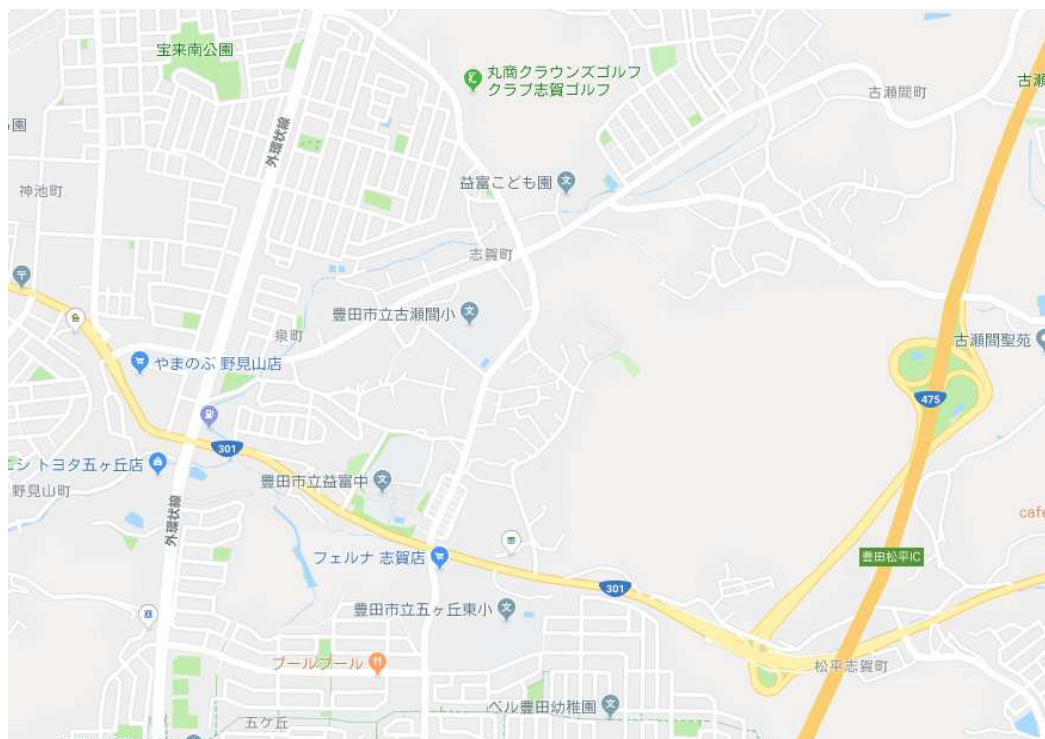 宝来南公園
丸商クラウンズゴルフ
クラブ志賀ゴルフ
古瀬間町
古瀬
外環状線
園
神池町
益富こども園
志賀町
豊田市立古瀬間小
泉町
古瀬間聖苑
やまのぶ 野見山店
475
301
ニシ トヨタ五ヶ丘店
野見山町
豊田市立益富中
外環状線
cafe
フェルナ 志賀店
豊田松平IC
301
豊田市立五ヶ丘東小
プールプール
松平志賀町
ベル豊田幼稚園
五ケ丘